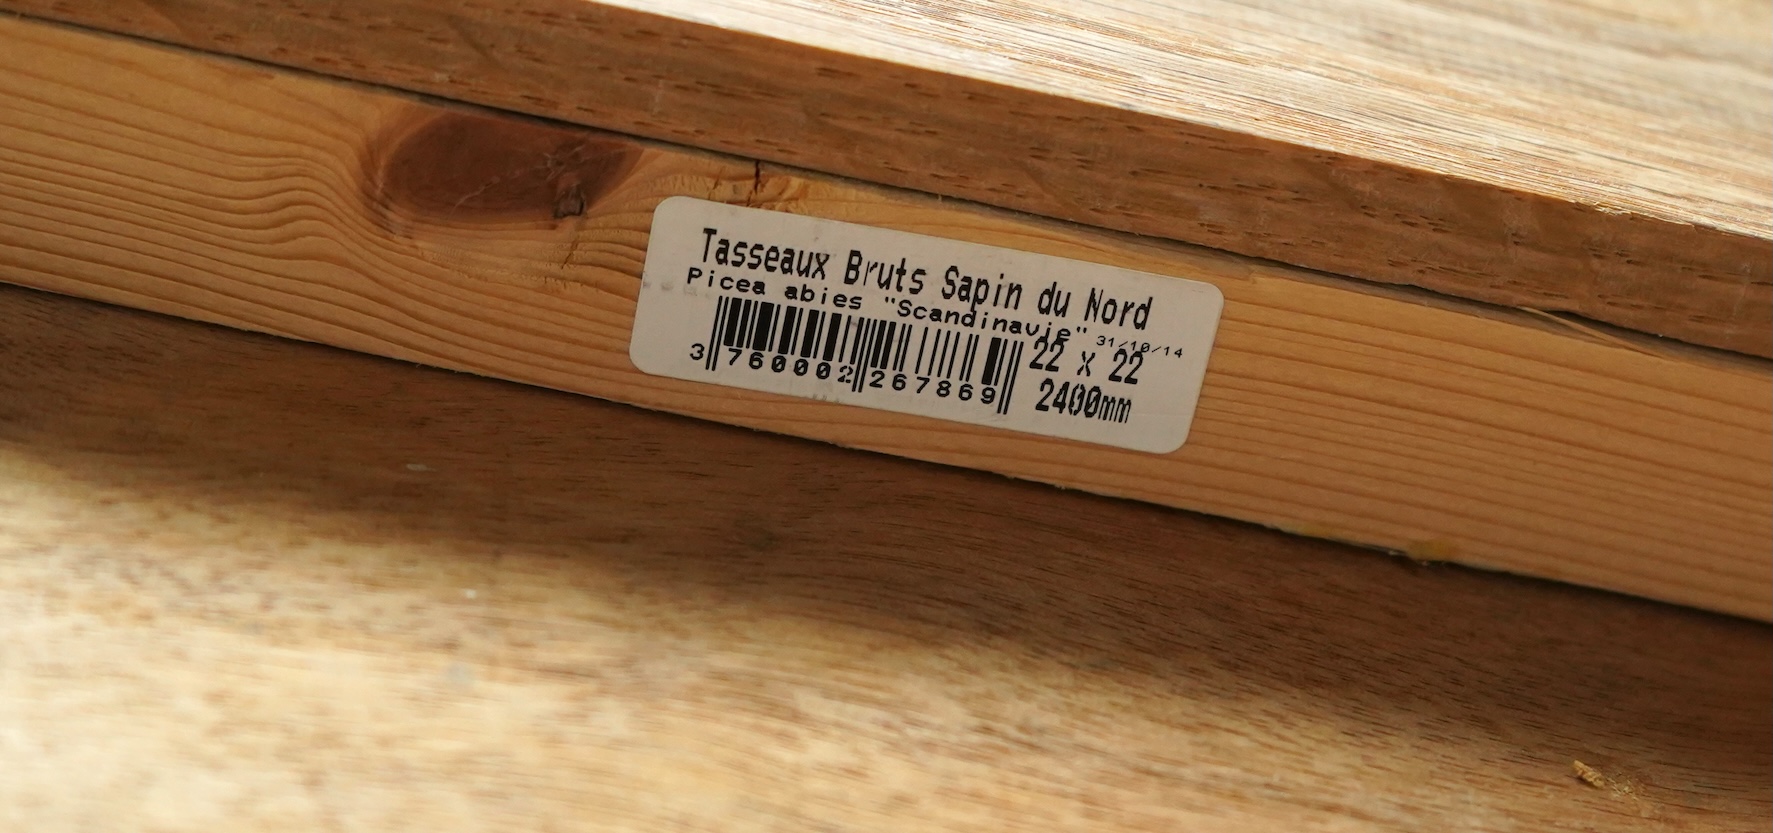 Tasseaux Bruts Sapin du Nord
Picea abies "Scandinavie" 31/10/14
22 x 22
2400mm
3 760002 267869